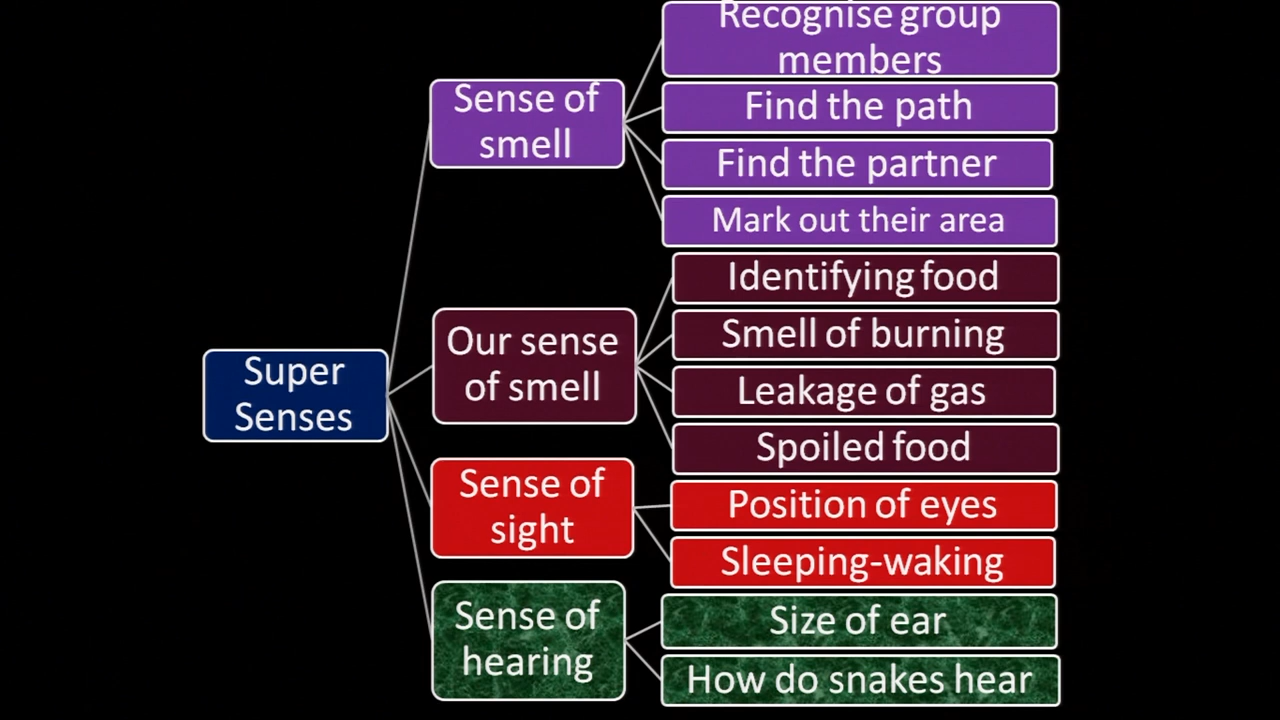 Super
Senses
Sense of
smell
Recognise group
members
Find the path
Find the partner
Mark out their area
Our sense
of smell
Identifying food
Smell of burning
Leakage of gas
Spoiled food
Sense of
sight
Position of eyes
Sleeping-waking
Sense of
hearing
Size of ear
How do snakes hear